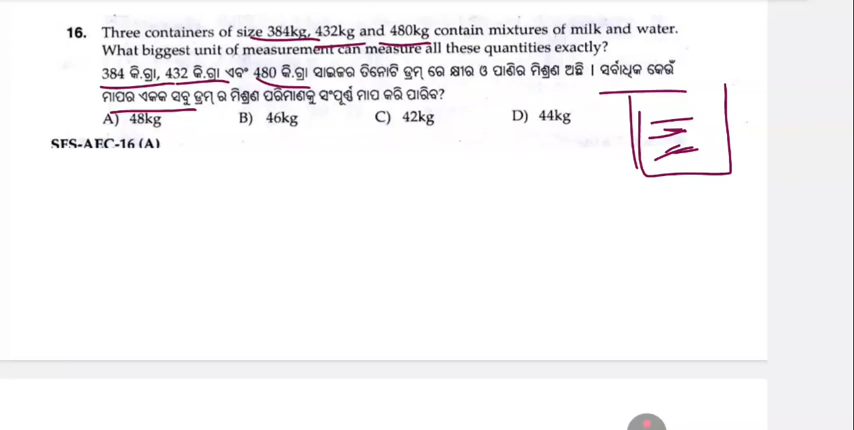 16. Three containers of size 384kg, 432kg and 480kg contain mixtures of milk and water.
What biggest unit of measurement can measure all these quantities exactly?
384 କି.ଗ୍ରା, 432 କି.ଗ୍ରା ଏବଂ 480 କି.ଗ୍ରା ସାଇଜର ତିନୋଟି ଡ୍ରମ୍ ରେ କ୍ଷୀର ଓ ପାଣିର ମିଶ୍ରଣ ଅଛି । ସର୍ବାଧିକ କେଉଁ
ମାପର ଏକକ ସବୁ ଡ୍ରମ୍ ର ମିଶ୍ରଣ ପରିମାଣକୁ ସଂପୂର୍ଣ୍ଣ ମାପ କରି ପାରିବ?
A) 48kg B) 46kg C) 42kg D) 44kg
SFS-AEC-16 (A)